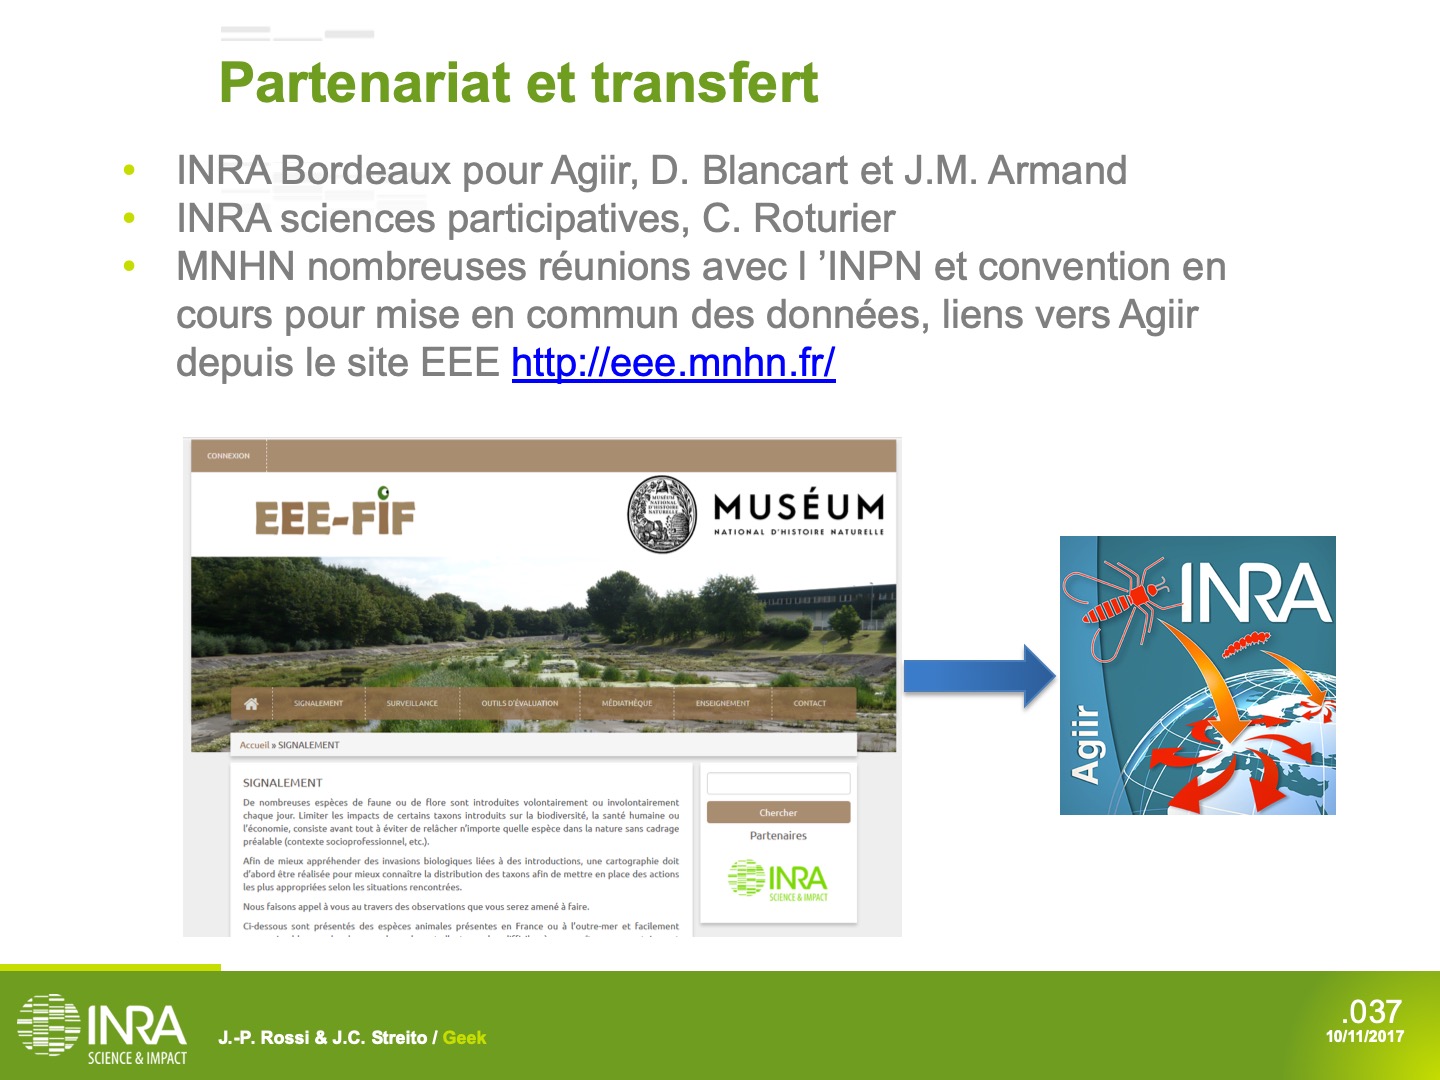 Partenariat et transfert
• INRA Bordeaux pour Agiir, D. Blancart et J.M. Armand
• INRA sciences participatives, C. Roturier
• MNHN nombreuses réunions avec l ’INPN et convention en
cours pour mise en commun des données, liens vers Agiir
depuis le site EEE http://eee.mnhn.fr/
CONNEXION
EEE-FIF
MUSÉUM
NATIONAL D'HISTOIRE NATURELLE
SIGNALEMENT SURVEILLANCE OUTILS D'ÉVALUATION MÉDIATHÈQUE ENSEIGNEMENT CONTACT
Accueil » SIGNALEMENT
SIGNALEMENT
De nombreuses espèces de faune ou de flore sont introduites volontairement ou involontairement
chaque jour. Limiter les impacts de certains taxons introduits sur la biodiversité, la santé humaine ou
l'économie, consiste avant tout à éviter de relâcher n'importe quelle espèce dans la nature sans cadrage
préalable (contexte socioprofessionnel, etc.).
Afin de mieux appréhender des invasions biologiques liées à des introductions, une cartographie doit
d'abord être réalisée pour mieux connaître la distribution des taxons afin de mettre en place des actions
les plus appropriées selon les situations rencontrées.
Nous faisons appel à vous au travers des observations que vous serez amené à faire.
Ci-dessous sont présentés des espèces animales présentes en France ou à l'outre-mer et facilement
Chercher
Partenaires
INRA
SCIENCE & IMPACT
INRA
Agiir
INRA
SCIENCE & IMPACT
J.-P. Rossi & J.C. Streito / Geek
.037
10/11/2017